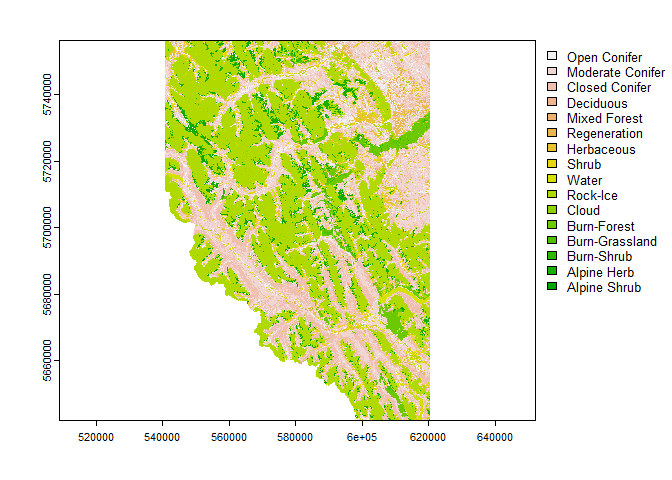 Open Conifer
Moderate Conifer
Closed Conifer
Deciduous
Mixed Forest
Regeneration
Herbaceous
Shrub
Water
Rock-Ice
Cloud
Burn-Forest
Burn-Grassland
Burn-Shrub
Alpine Herb
Alpine Shrub
5740000
5720000
5700000
5680000
5660000
520000 540000 560000 580000 6e+05 620000 640000